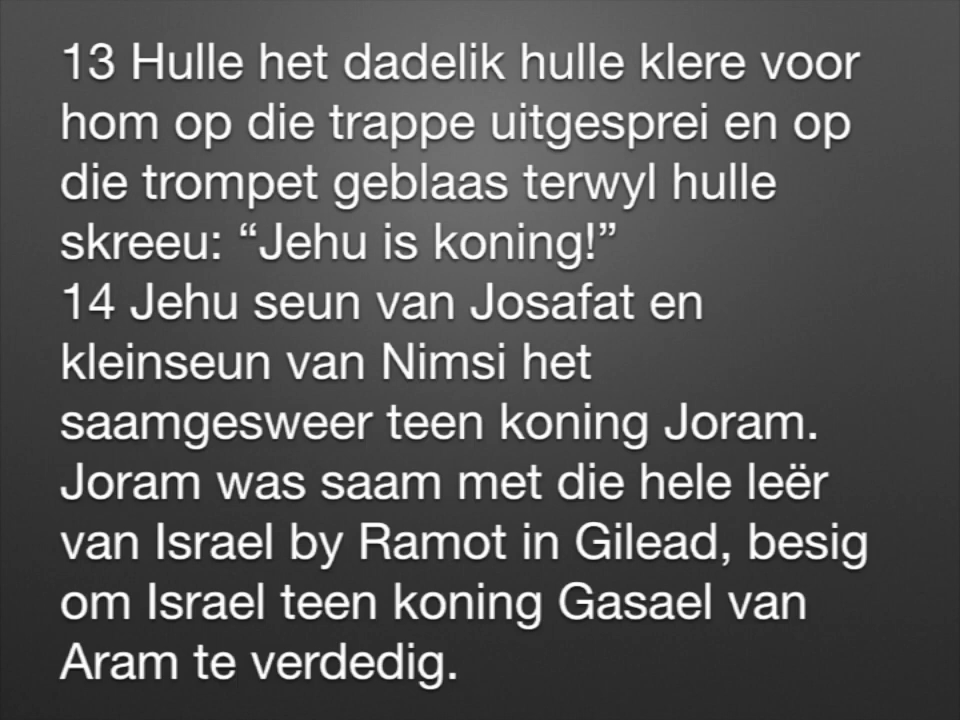 13 Hulle het dadelik hulle klere voor
hom op die trappe uitgesprei en op
die trompet geblaas terwyl hulle
skreeu: “Jehu is koning!”
14 Jehu seun van Josafat en
kleinseun van Nimsi het
saamgesweer teen koning Joram.
Joram was saam met die hele leër
van Israel by Ramot in Gilead, besig
om Israel teen koning Gasael van
Aram te verdedig.